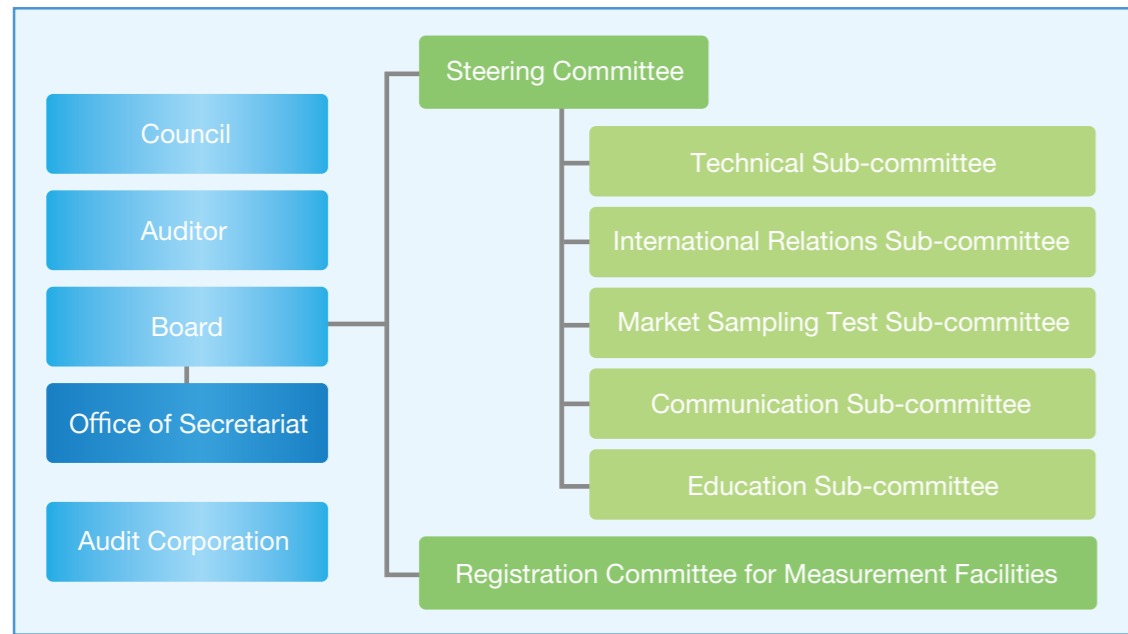 Council
Auditor
Board
Office of Secretariat
Audit Corporation
Steering Committee
Technical Sub-committee
International Relations Sub-committee
Market Sampling Test Sub-committee
Communication Sub-committee
Education Sub-committee
Registration Committee for Measurement Facilities